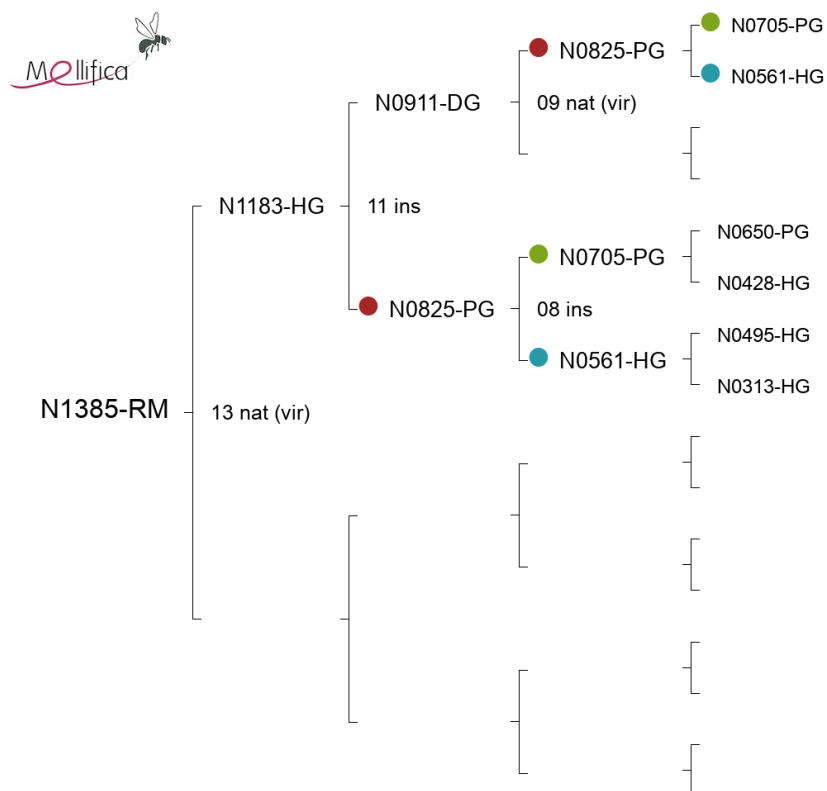 Mellifica
N0705-PG
N0825-PG
N0561-HG
N0911-DG
09 nat (vir)
N1183-HG
11 ins
N0705-PG
N0650-PG
N0428-HG
N0825-PG
08 ins
N0561-HG
N0495-HG
N0313-HG
N1385-RM
13 nat (vir)